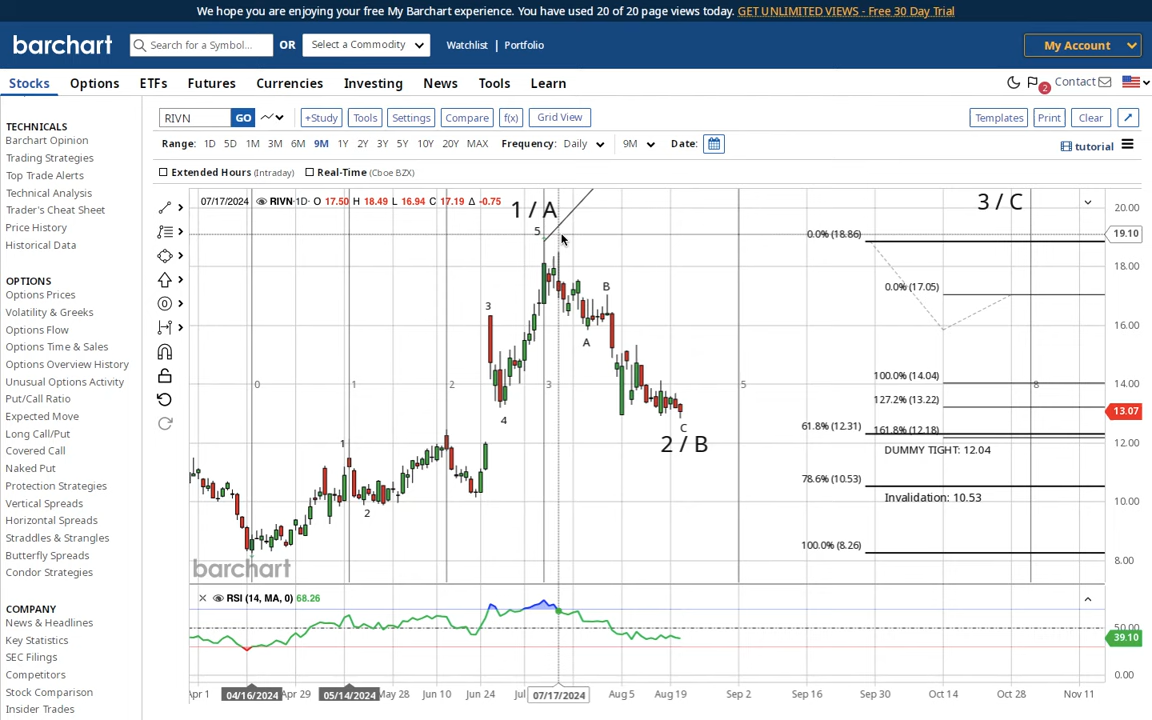 We hope you are enjoying your free My Barchart experience. You have used 20 of 20 page views today. GET UNLIMITED VIEWS - Free 30 Day Trial
barchart Search for a Symbol... OR Select a Commodity Watchlist | Portfolio My Account
Stocks Options ETFs Futures Currencies Investing News Tools Learn 2 Contact
TECHNICALS
Barchart Opinion
Trading Strategies
Top Trade Alerts
Technical Analysis
Trader's Cheat Sheet
Price History
Historical Data
OPTIONS
Options Prices
Volatility & Greeks
Options Flow
Max Pain & Vol Skew
Options Time & Sales
Options Overview History
Unusual Options Activity
Put/Call Ratio
Expected Move
Long Call/Put
Covered Call
Naked Put
Protection Strategies
Vertical Spreads
Horizontal Spreads
Straddles & Strangles
Butterfly Spreads
Condor Strategies
COMPANY
News & Headlines
Key Statistics
SEC Filings
Competitors
Stock Comparison
Insider Trades
RIVN GO +Study Tools Settings Compare f(x) Grid View Templates Print Clear
Range: 1D 5D 1M 3M 6M 9M 1Y 2Y 3Y 5Y 10Y 20Y MAX Frequency: Daily 9M Date: tutorial
Extended Hours (Intraday) Real-Time (Cboe BZX)
07/17/2024 RIVN·1D· O 17.50 H 18.49 L 16.94 C 17.19 Δ -0.75
1 / A
3 / C
5
3
B
A
4
1
2
C
2 / B
0 1 2 3 5 8
0.0% (18.86)
0.0% (17.05)
100.0% (14.04)
127.2% (13.22)
61.8% (12.31)
161.8% (12.18)
DUMMY TIGHT: 12.04
78.6% (10.53)
Invalidation: 10.53
100.0% (8.26)
20.00
19.10
18.00
16.00
14.00
13.07
12.00
10.00
8.00
barchart
RSI (14, MA, 0) 68.26
50.00
39.10
0.00
Apr 1 04/16/2024 Apr 29 05/14/2024 May 28 Jun 10 Jun 24 Jul 07/17/2024 Aug 5 Aug 19 Sep 2 Sep 16 Sep 30 Oct 14 Oct 28 Nov 11